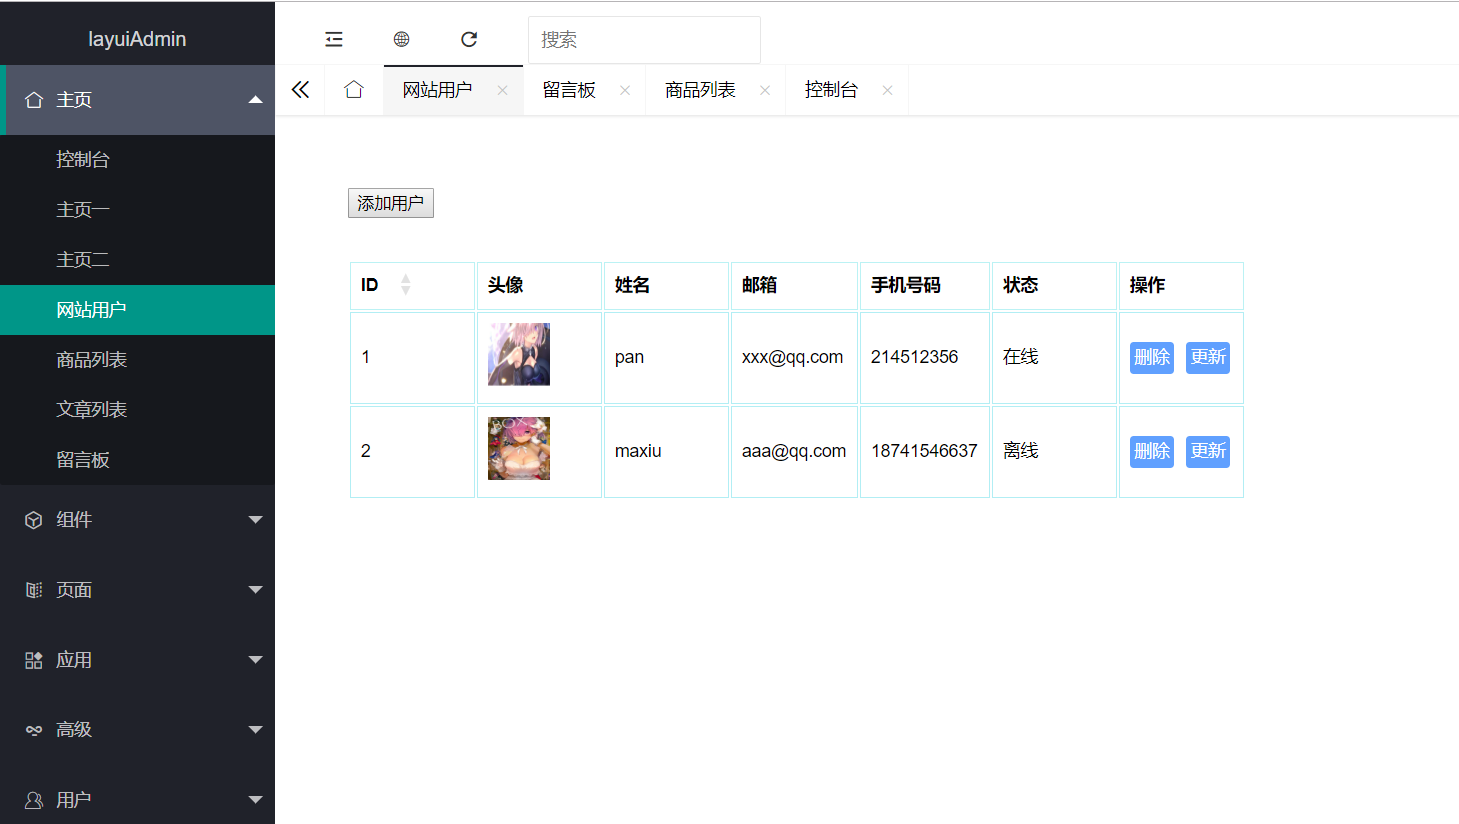 layuiAdmin
搜索
主页
网站用户
留言板
商品列表
控制台
控制台
主页一
主页二
网站用户
商品列表
文章列表
留言板
组件
页面
应用
高级
用户
添加用户
ID 头像 姓名 邮箱 手机号码 状态 操作
1 pan xxx@qq.com 214512356 在线 删除 更新
BOX
2 maxiu aaa@qq.com 18741546637 离线 删除 更新